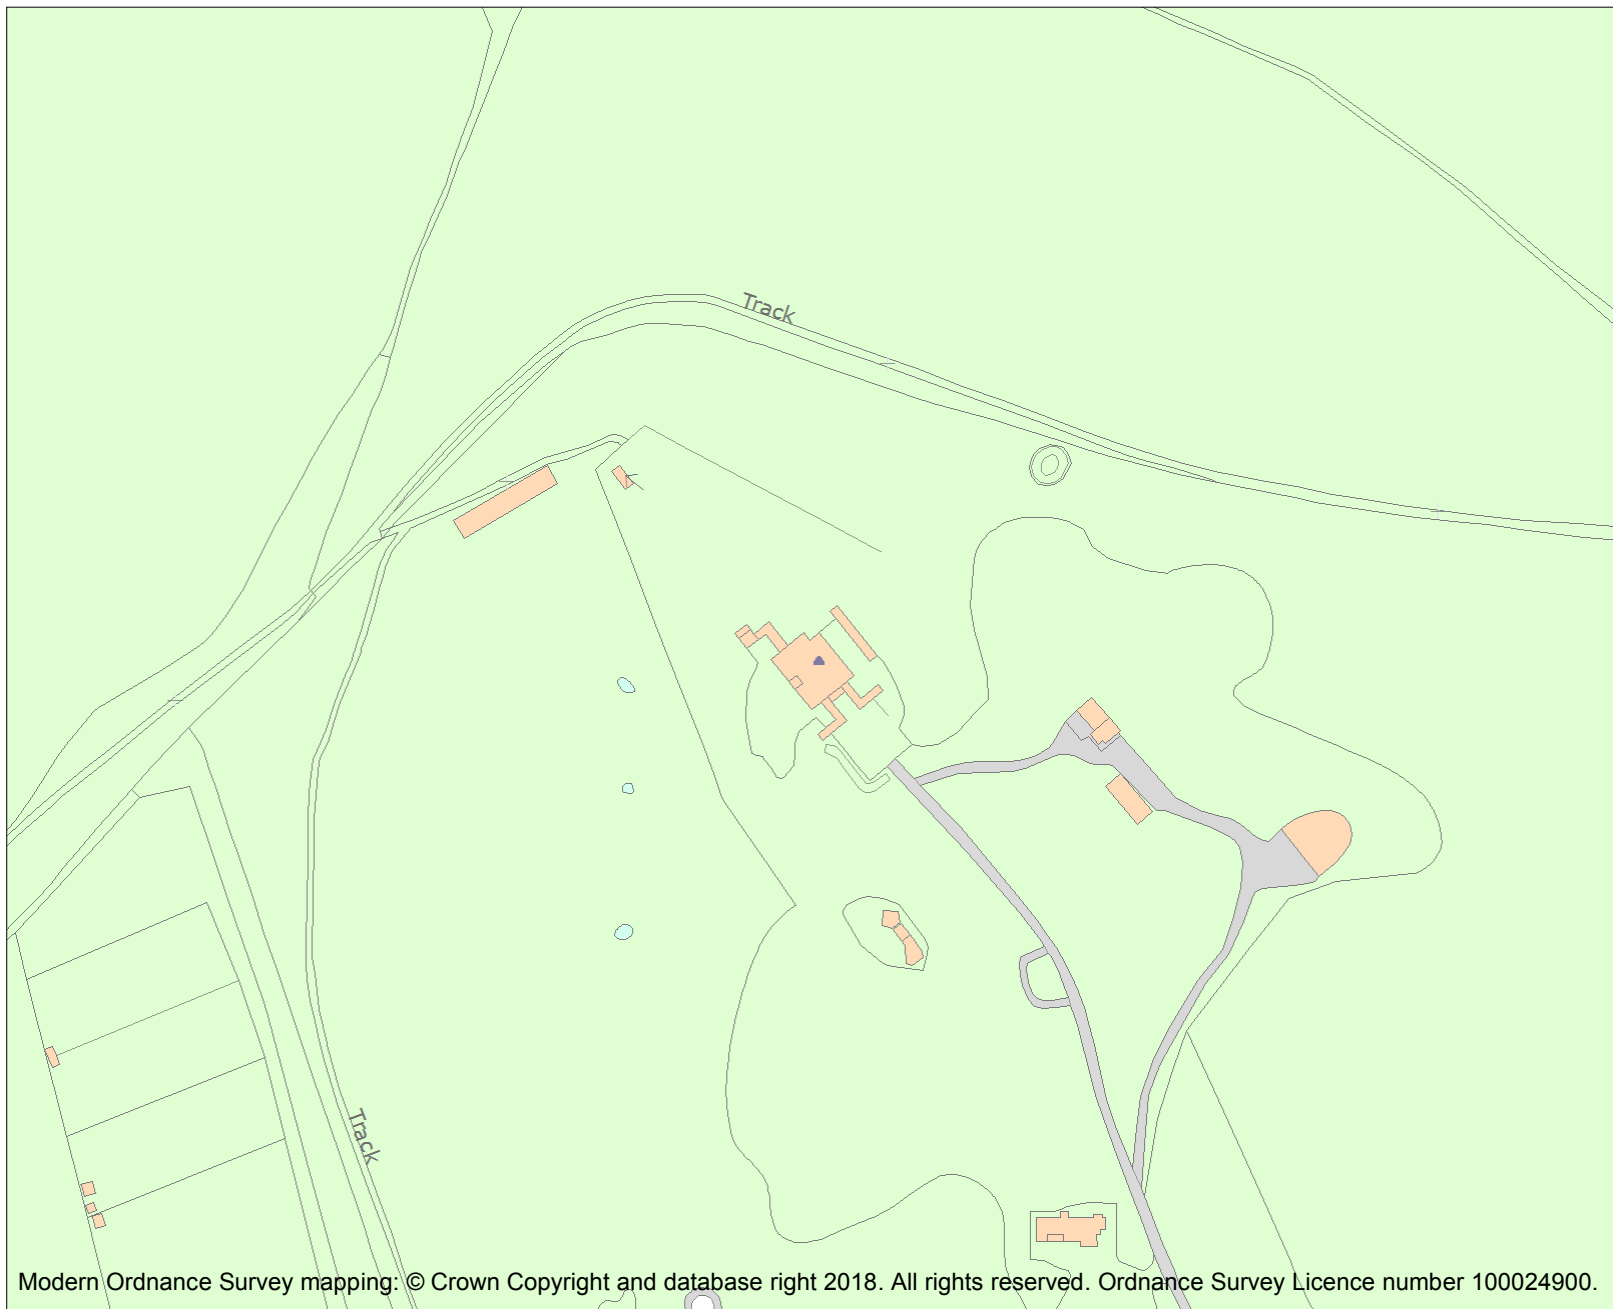 Track
Track
Modern Ordnance Survey mapping: © Crown Copyright and database right 2018. All rights reserved. Ordnance Survey Licence number 100024900.